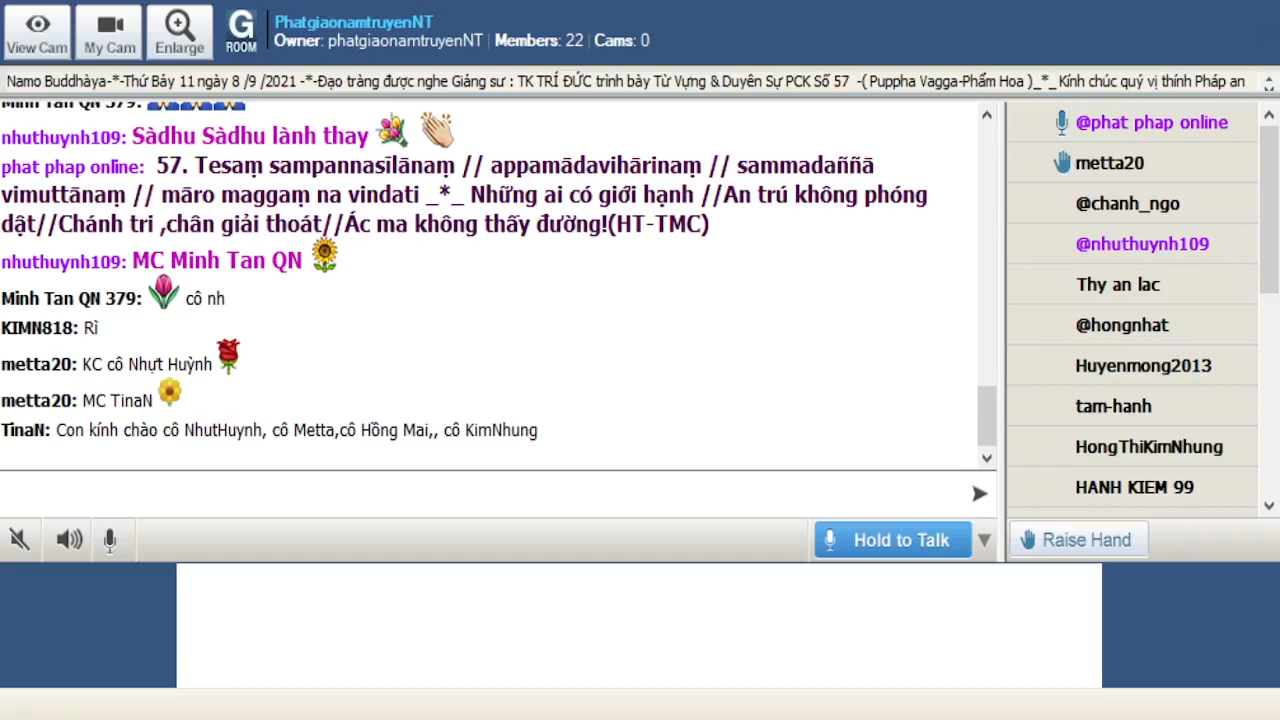 View Cam
My Cam
Enlarge
G
ROOM
PhatgiaonamtruyenNT
Owner: phatgiaonamtruyenNT | Members: 22 | Cams: 0
Namo Buddhàya-*-Thứ Bảy 11 ngày 8 /9 /2021 -*-Đạo tràng được nghe Giảng sư : TK TRÍ ĐỨC trình bày Từ Vựng & Duyên Sự PCK Số 57 -( Puppha Vagga-Phẩm Hoa )_*_Kính chúc quý vị thính Pháp an
Minh Tan QN 379:
nhuthuynh109: Sàdhu Sàdhu lành thay
phat phap online: 57. Tesaṃ sampannasīlānaṃ // appamādavihārinaṃ // sammadaññā
vimuttānaṃ // māro maggaṃ na vindati _*_ Những ai có giới hạnh //An trú không phóng
dật//Chánh tri ,chân giải thoát//Ác ma không thấy đường!(HT-TMC)
nhuthuynh109: MC Minh Tan QN
Minh Tan QN 379: cô nh
KIMN818: Rì
metta20: KC cô Nhựt Huỳnh
metta20: MC TinaN
TinaN: Con kính chào cô NhutHuynh, cô Metta,cô Hồng Mai,, cô KimNhung
@phat phap online
metta20
@chanh_ngo
@nhuthuynh109
Thy an lac
@hongnhat
Huyenmong2013
tam-hanh
HongThiKimNhung
HANH KIEM 99
Hold to Talk
Raise Hand